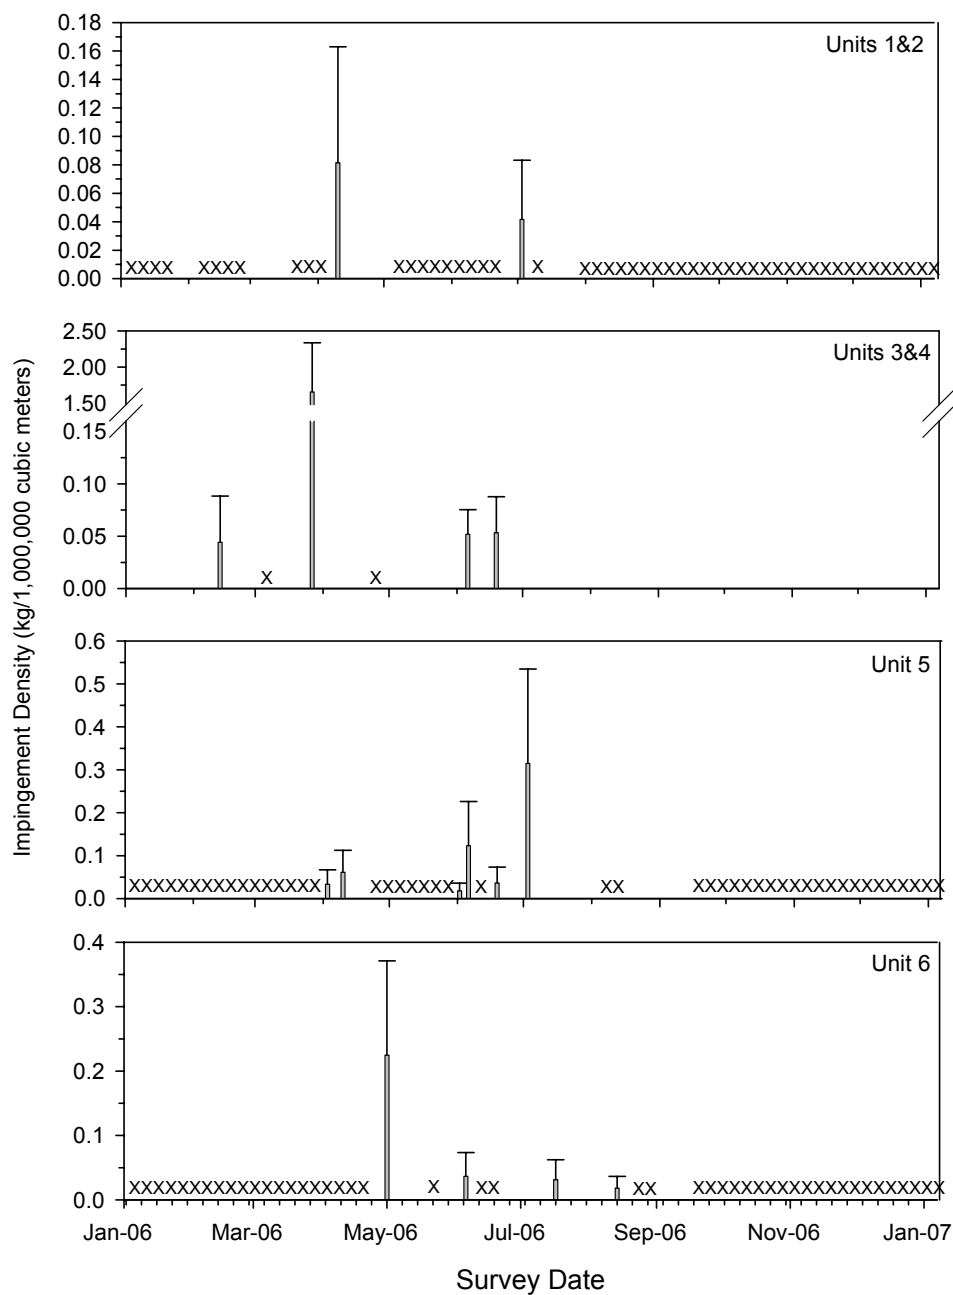 Impingement Density (kg/1,000,000 cubic meters)
0.18
0.16
0.14
0.12
0.10
0.08
0.06
0.04
0.02
0.00
Units 1&2
XXXX XXXX XXX XXXXXXXXX X XXXXXXXXXXXXXXXXXXXXXXXXXXXXXX
2.50
2.00
1.50
0.15
0.10
0.05
0.00
Units 3&4
X X
0.6
0.5
0.4
0.3
0.2
0.1
0.0
Unit 5
XXXXXXXXXXXXXXXX XXXXXXX X XX XXXXXXXXXXXXXXXXXXXXX
0.4
0.3
0.2
0.1
0.0
Unit 6
XXXXXXXXXXXXXXXXXXXX X XX XX XXXXXXXXXXXXXXXXXXXXX
Jan-06 Mar-06 May-06 Jul-06 Sep-06 Nov-06 Jan-07
Survey Date